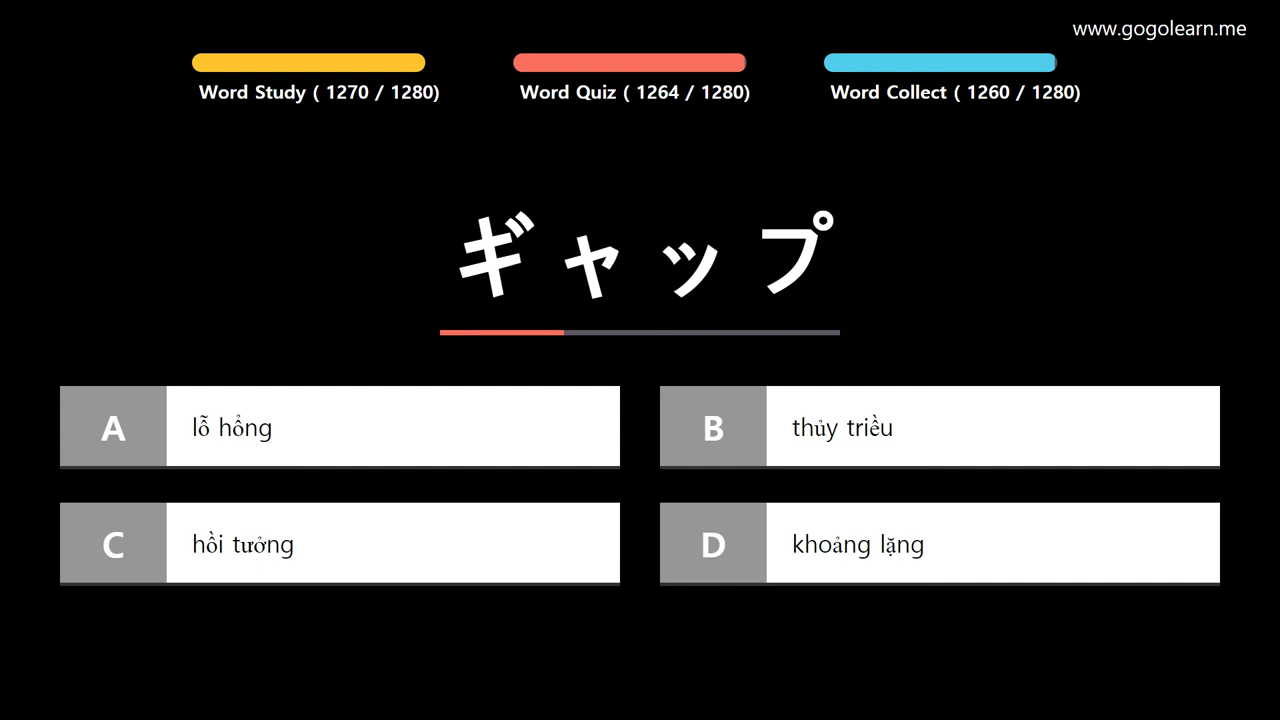 www.gogolearn.me
Word Study ( 1270 / 1280)
Word Quiz ( 1264 / 1280)
Word Collect ( 1260 / 1280)
ギャップ
A
lỗ hổng
B
thủy triều
C
hồi tưởng
D
khoảng lặng